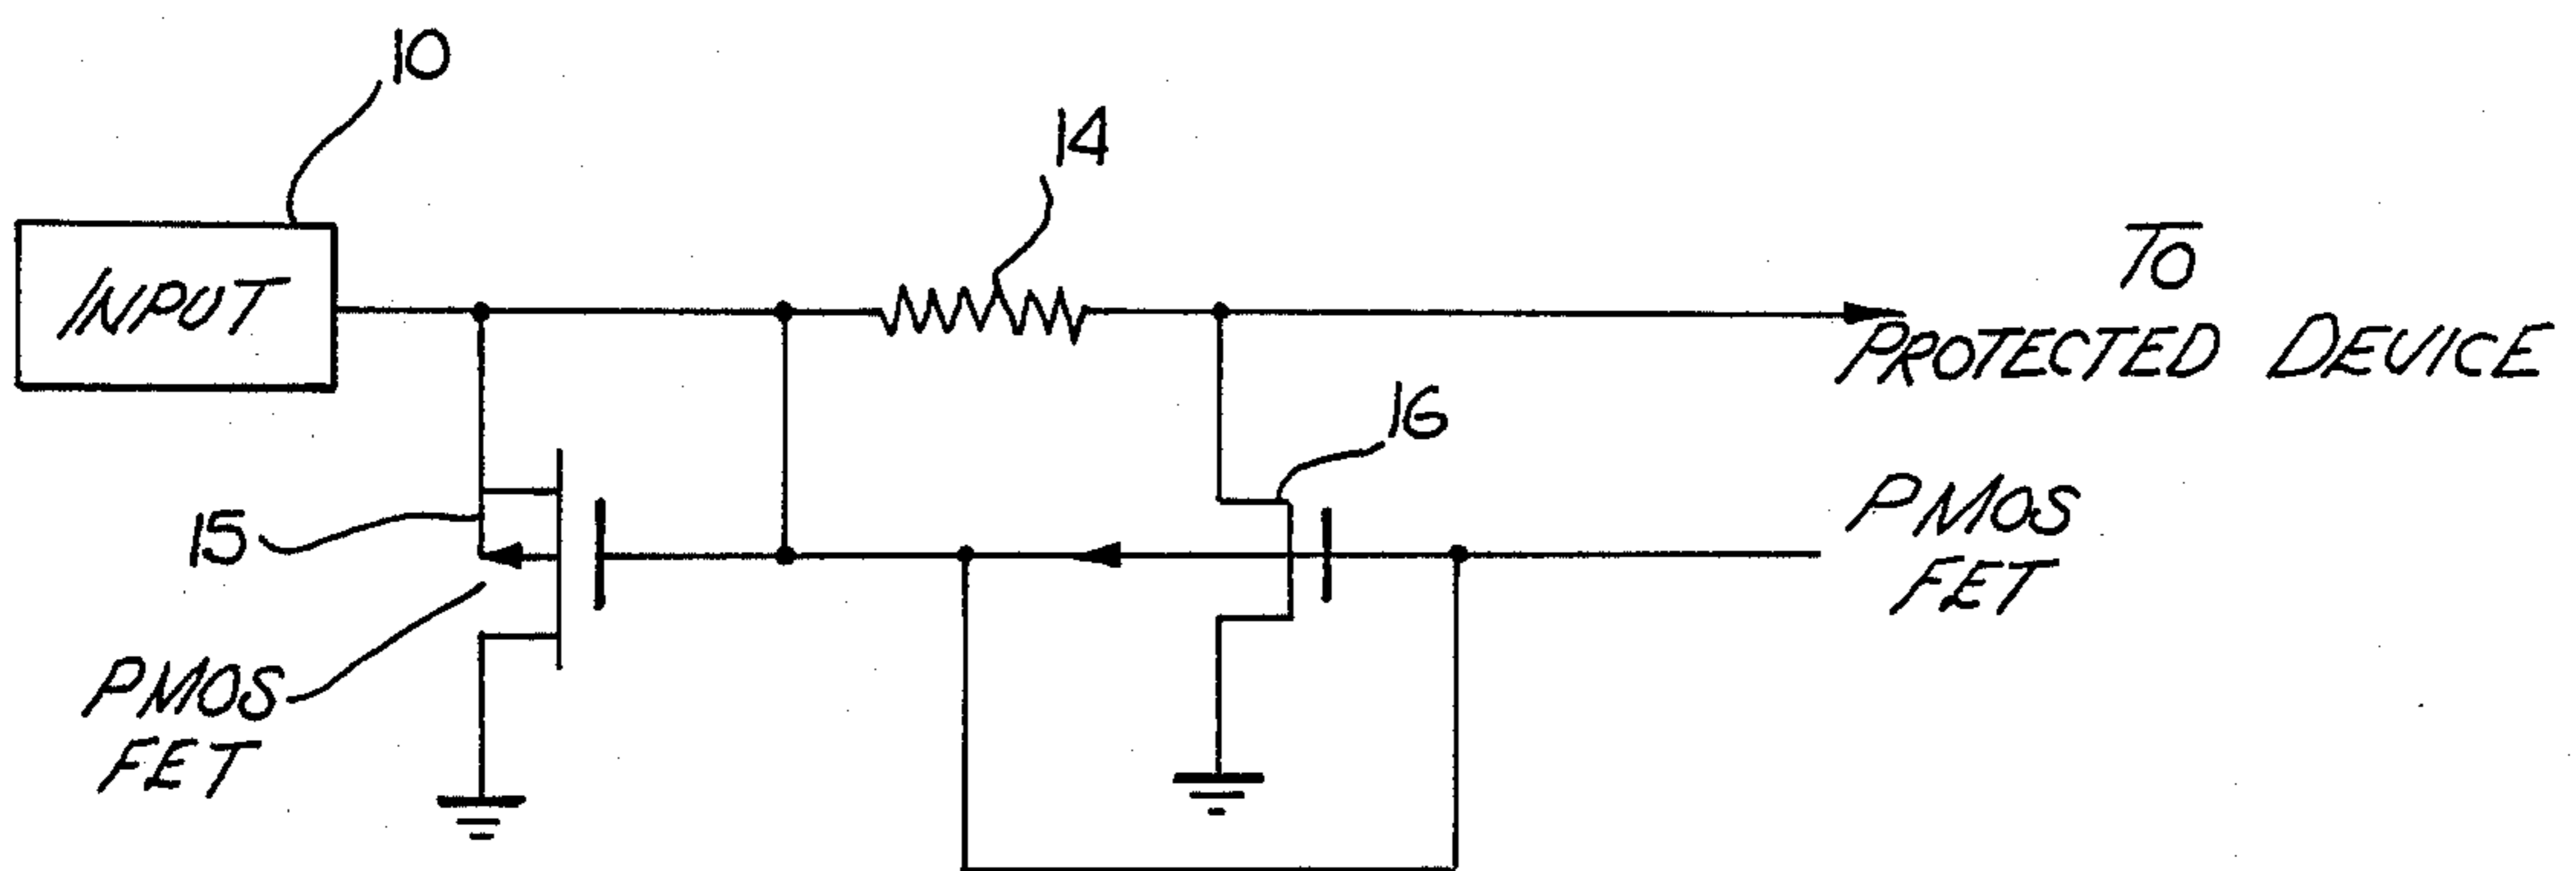 10
14
INPUT
TO
PROTECTED DEVICE
16
15
PMOS
FET
PMOS
FET